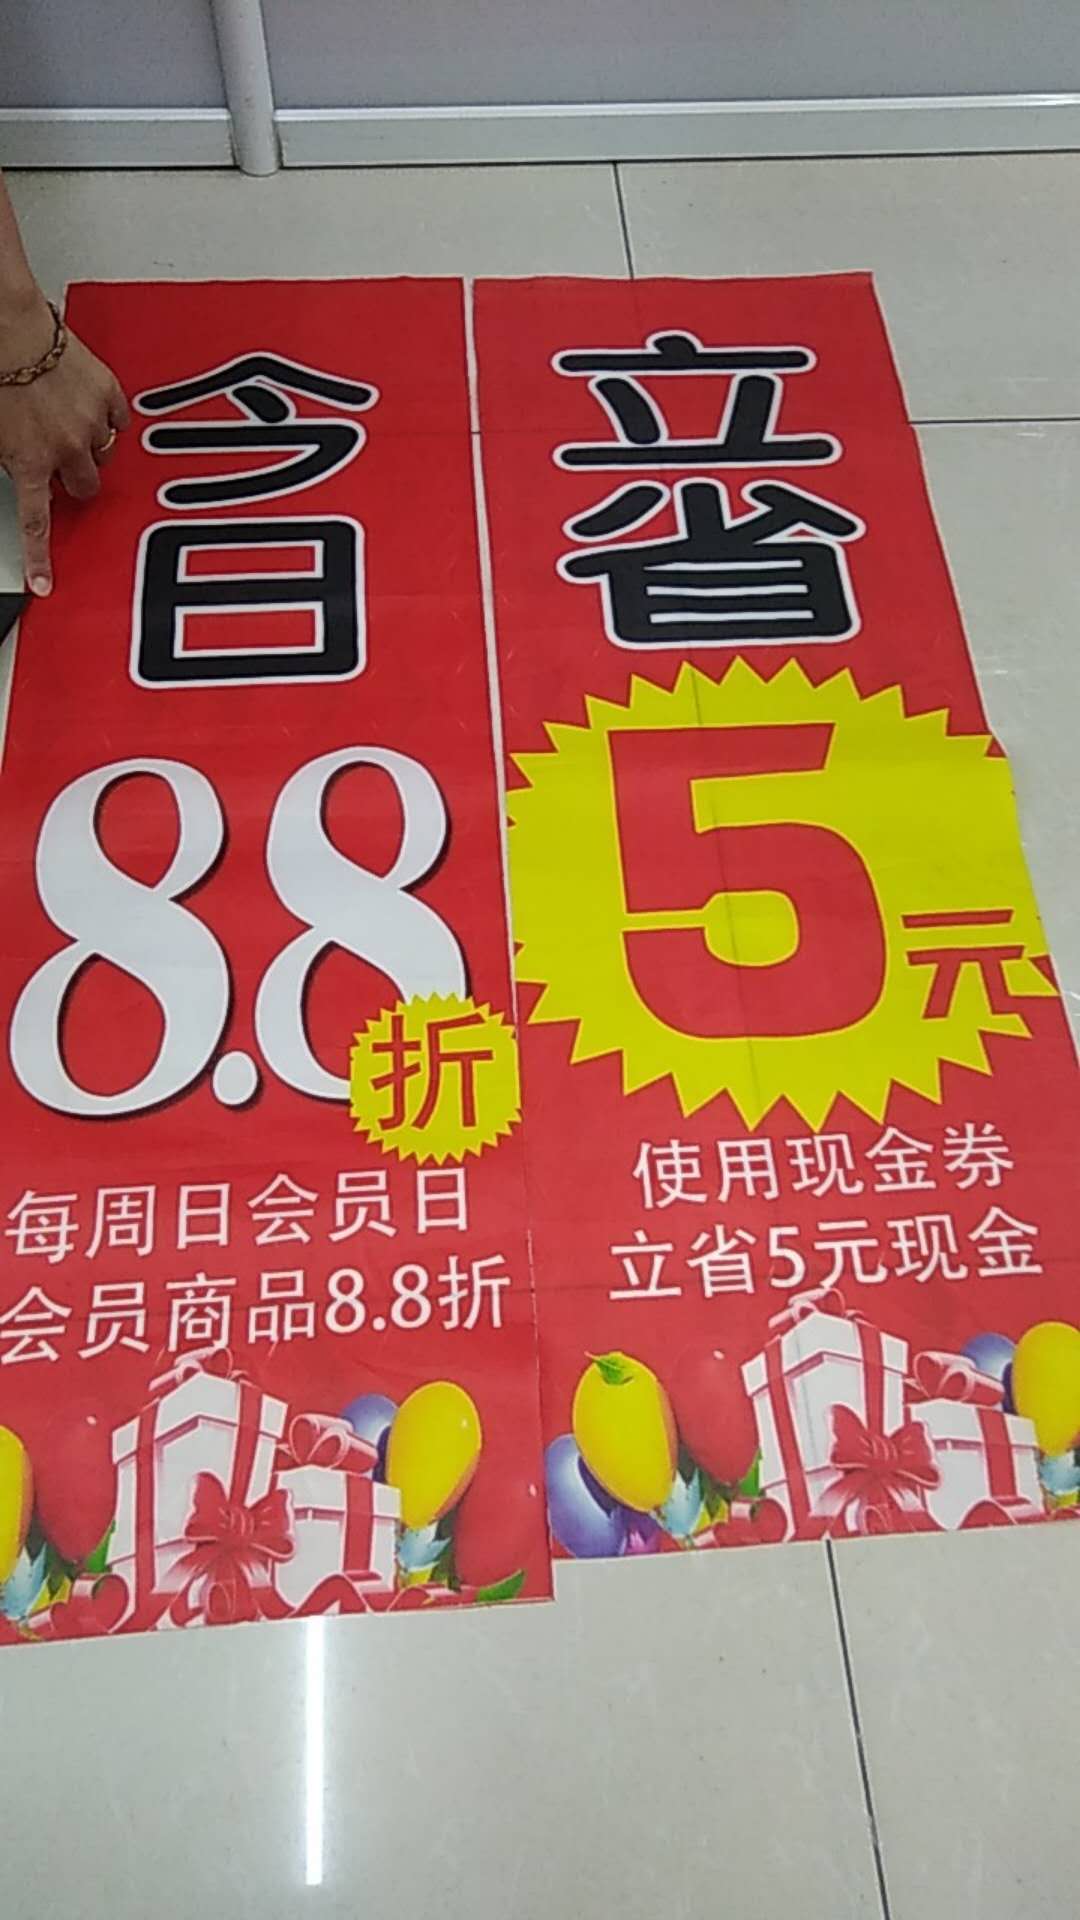 今日
8.8折
每周日会员日
会员商品8.8折
立省
5元
使用现金券
立省5元现金